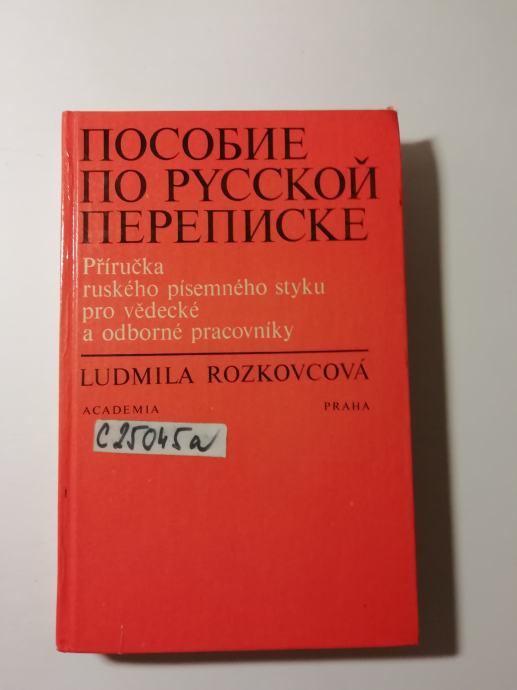 ПОСОБИЕ
ПО РУССКОЙ
ПЕРЕПИСКЕ
Příručka
ruského písemného styku
pro vědecké
a odborné pracovníky
LUDMILA ROZKOVCOVÁ
ACADEMIA PRAHA
C25045a